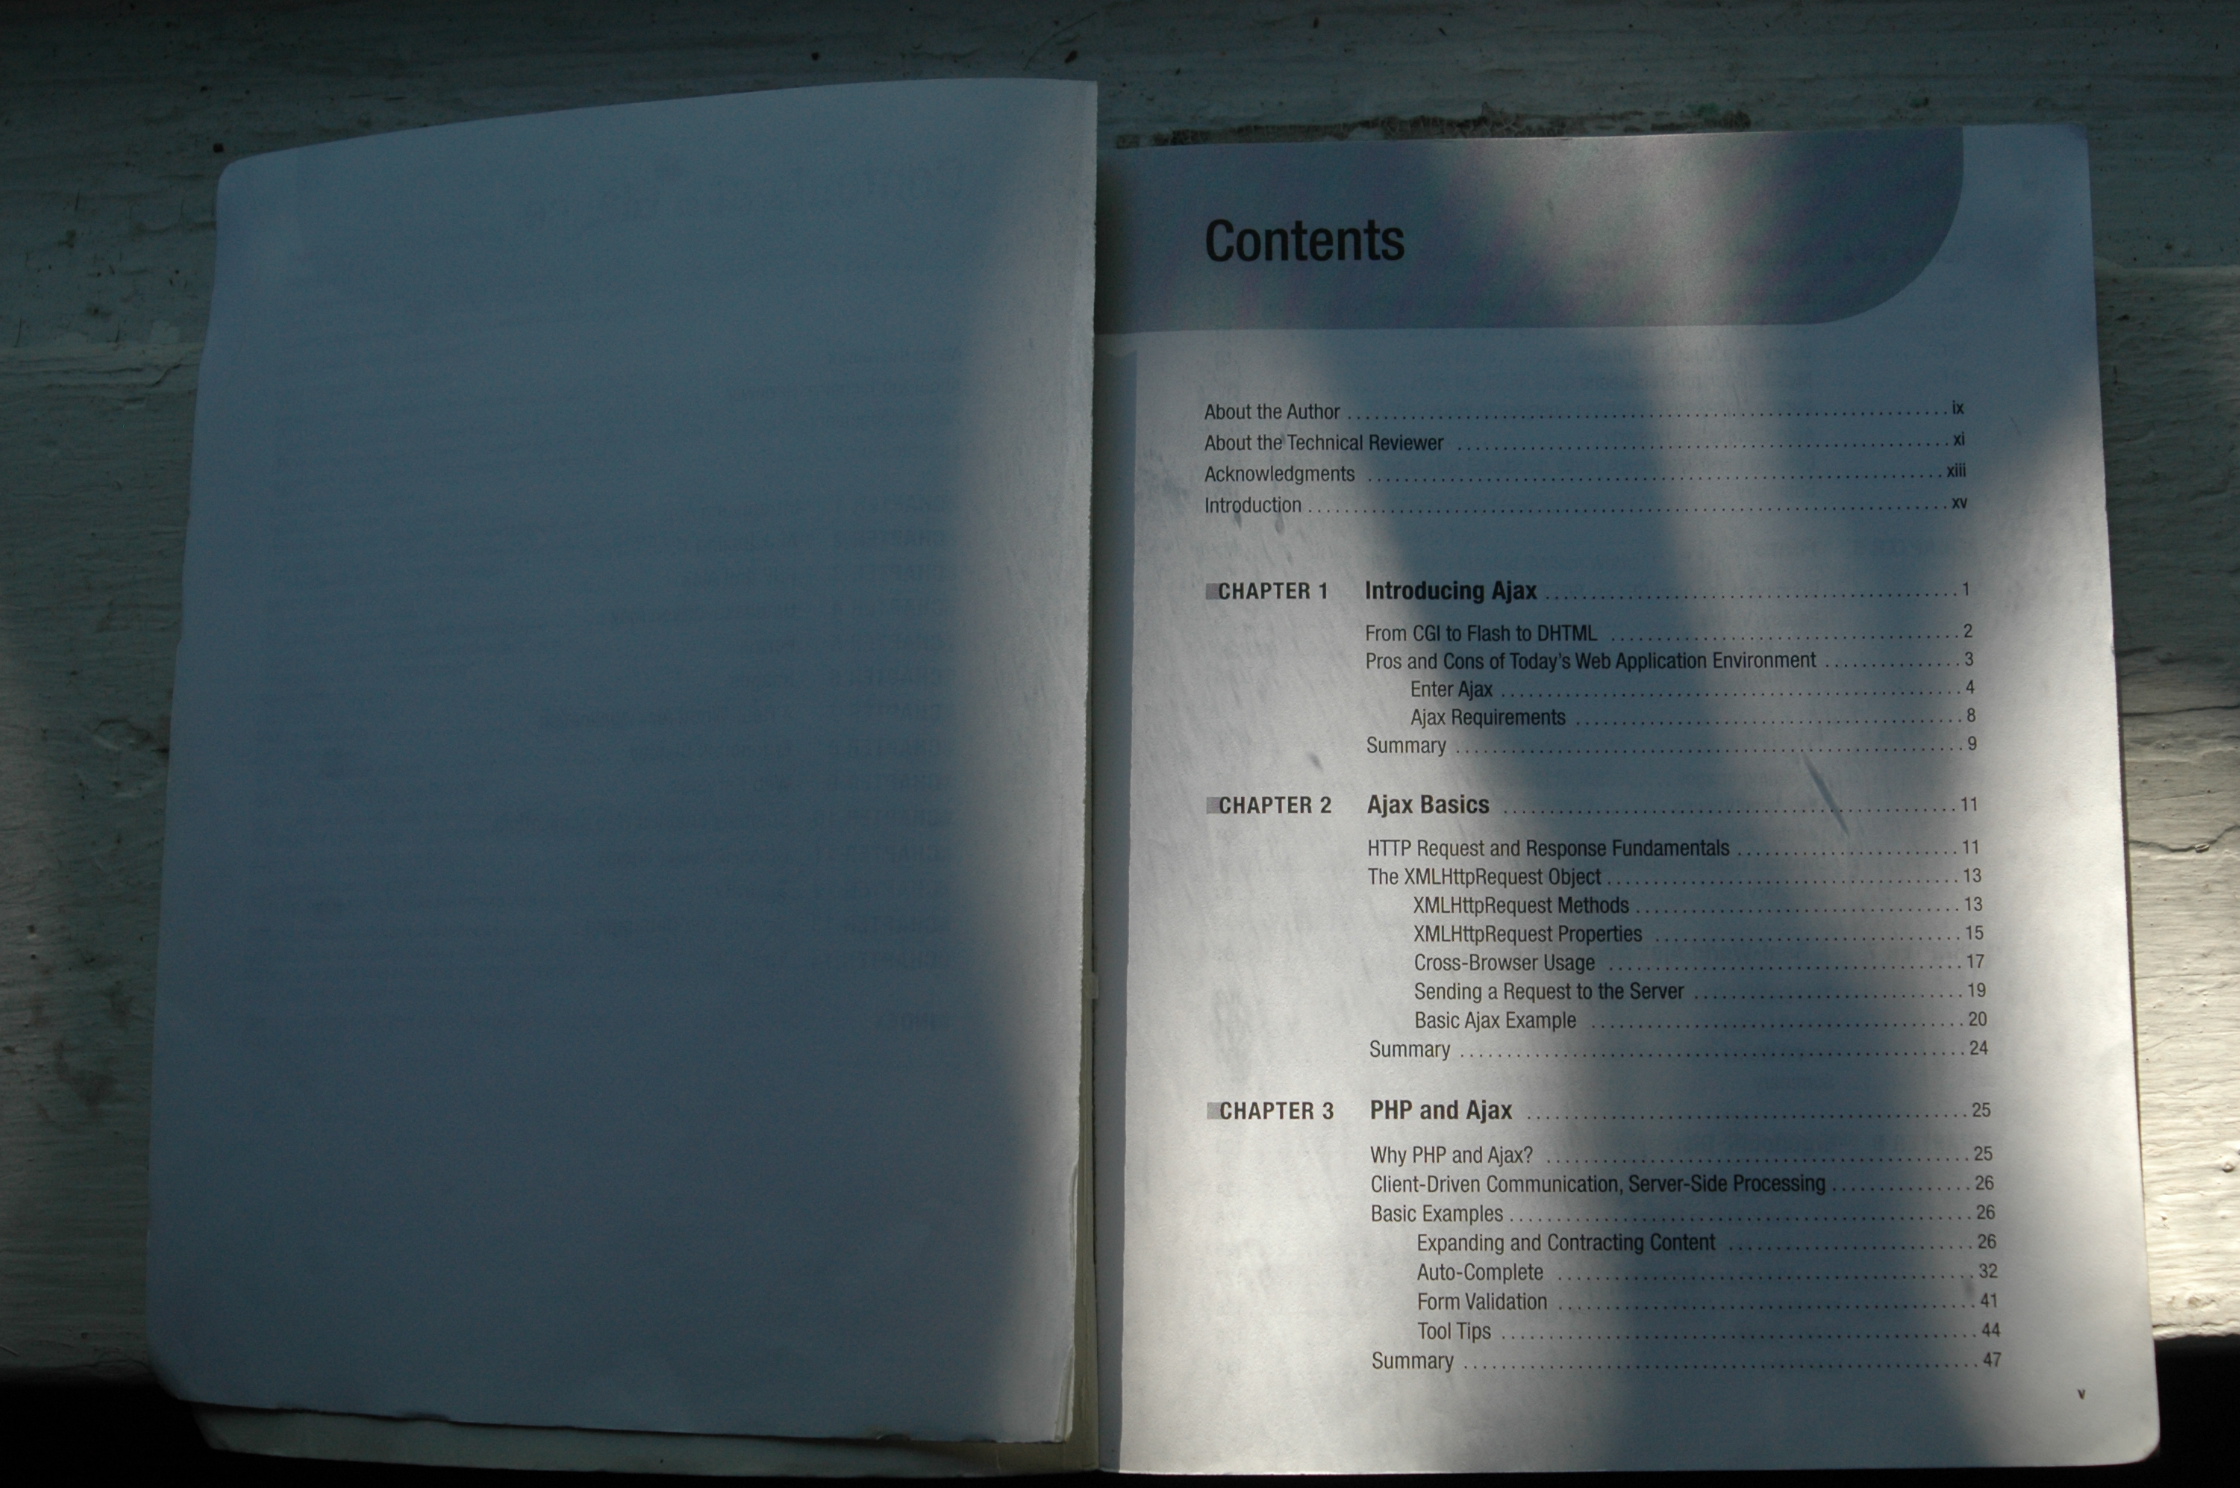 Contents
About the Author ix
About the Technical Reviewer xi
Acknowledgments xiii
Introduction xv
CHAPTER 1 Introducing Ajax 1
From CGI to Flash to DHTML 2
Pros and Cons of Today's Web Application Environment 3
Enter Ajax 4
Ajax Requirements 8
Summary 9
CHAPTER 2 Ajax Basics 11
HTTP Request and Response Fundamentals 11
The XMLHttpRequest Object 13
XMLHttpRequest Methods 13
XMLHttpRequest Properties 15
Cross-Browser Usage 17
Sending a Request to the Server 19
Basic Ajax Example 20
Summary 24
CHAPTER 3 PHP and Ajax 25
Why PHP and Ajax? 25
Client-Driven Communication, Server-Side Processing 26
Basic Examples 26
Expanding and Contracting Content 26
Auto-Complete 32
Form Validation 41
Tool Tips 44
Summary 47
v